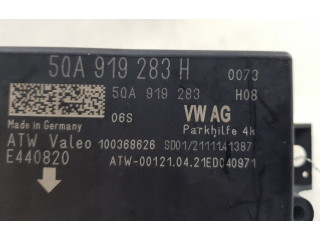 5QA 919 283 H 0073
5QA 919 283 H08
06S VW AG
Made in Germany Parkhilfe 4k
ATW Valeo 100368626 SD01/21111A1387
E440820 ATW-00121.04.21ED040971